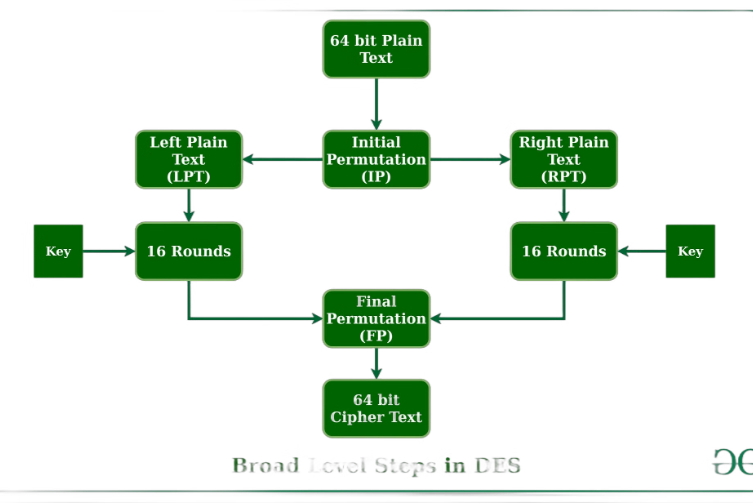 64 bit Plain
Text
Left Plain
Text
(LPT)
Initial
Permutation
(IP)
Right Plain
Text
(RPT)
Key
16 Rounds
16 Rounds
Key
Final
Permutation
(FP)
64 bit
Cipher Text
Broad Level Steps in DES